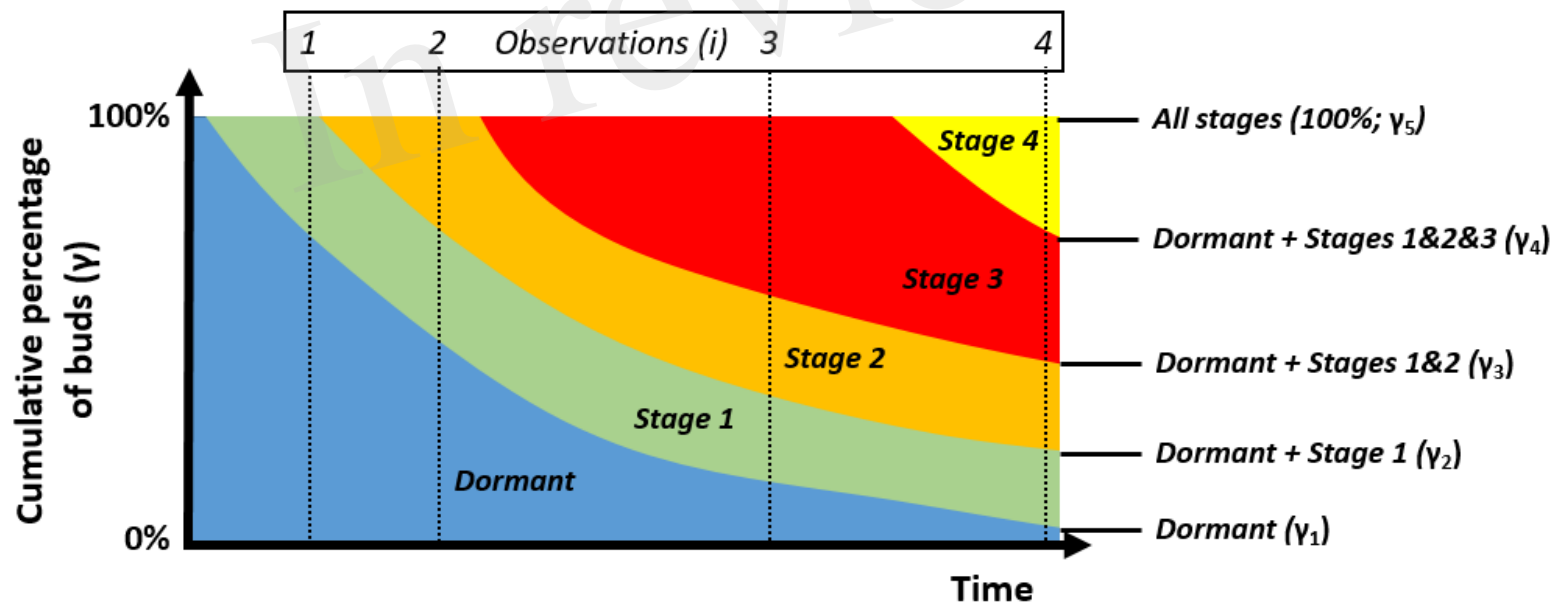 In revie
1 2 Observations (i) 3 4
100%
Cumulative percentage
of buds (γ)
0%
Stage 4
Stage 3
Stage 2
Stage 1
Dormant
All stages (100%; γ₅)
Dormant + Stages 1&2&3 (γ₄)
Dormant + Stages 1&2 (γ₃)
Dormant + Stage 1 (γ₂)
Dormant (γ₁)
Time